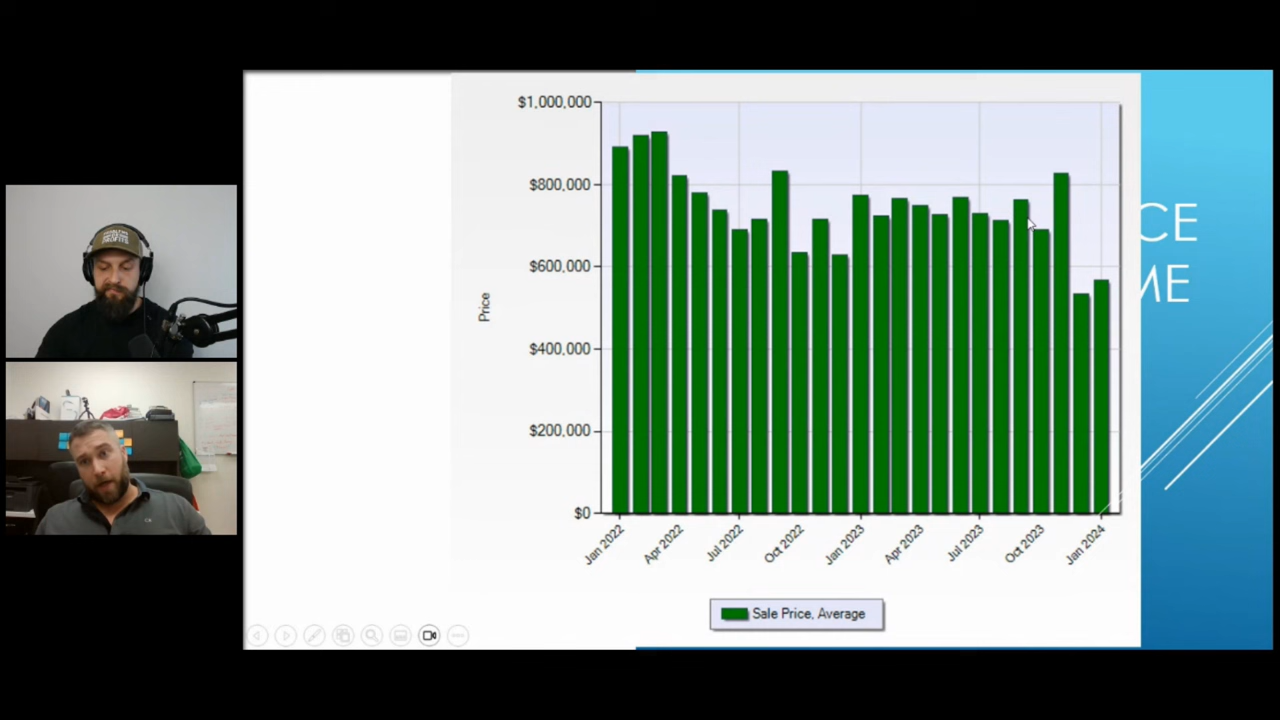 $1,000,000
$800,000
$600,000
$400,000
$200,000
$0
Price
Jan 2022
Apr 2022
Jul 2022
Oct 2022
Jan 2023
Apr 2023
Jul 2023
Oct 2023
Jan 2024
Sale Price, Average
CE
ME